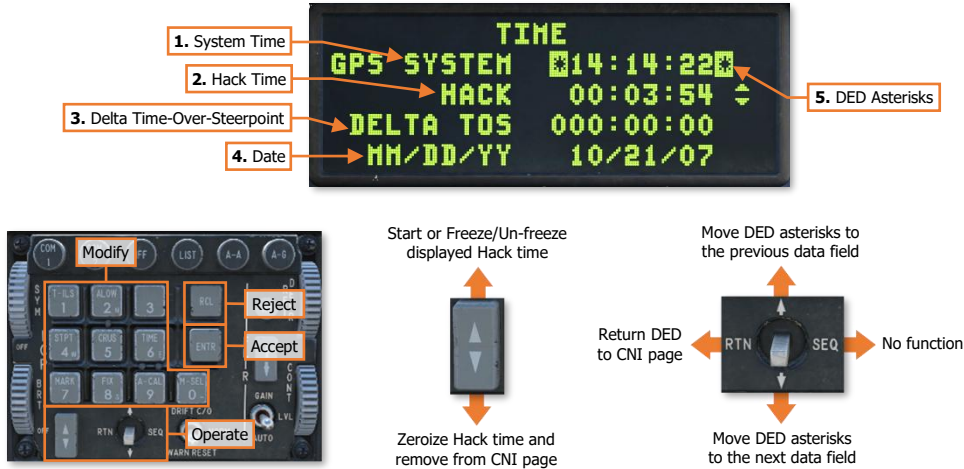 1. System Time
2. Hack Time
3. Delta Time-Over-Steerpoint
4. Date
TIME
GPS SYSTEM *14:14:22*
HACK 00:03:54
DELTA TOS 000:00:00
MM/DD/YY 10/21/07
5. DED Asterisks
COM
1
Modify
FF
LIST
A-A
A-G
T-ILS
1
ALOW
2
3
RCL
Reject
STPT
4
CRUS
5
TIME
6
ENTR
Accept
MARK
7
FIX
8
A-CAL
9
M-SEL
0
SYM
BRT
OFF
CONT
OFF
RTN
SEQ
DRIFT C/O
WARN RESET
Operate
GAIN
LVL
AUTO
Start or Freeze/Un-freeze
displayed Hack time
Zeroize Hack time and
remove from CNI page
Move DED asterisks to
the previous data field
Return DED
to CNI page
RTN
SEQ
No function
Move DED asterisks
to the next data field